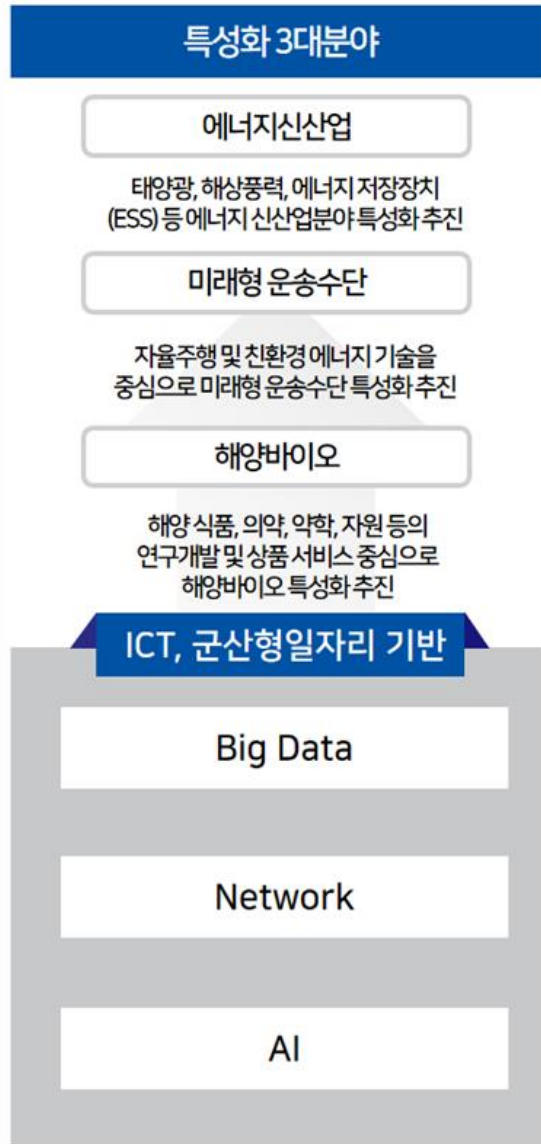 특성화 3대분야
에너지신산업
태양광, 해상풍력, 에너지 저장장치
(ESS) 등 에너지 신산업분야 특성화 추진
미래형 운송수단
자율주행 및 친환경 에너지 기술을
중심으로 미래형 운송수단 특성화 추진
해양바이오
해양 식품, 의약, 약학, 자원 등의
연구개발 및 상품 서비스 중심으로
해양바이오 특성화 추진
ICT, 군산형일자리 기반
Big Data
Network
AI